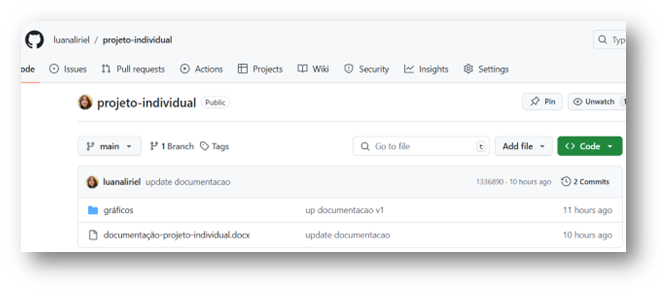 luanaliriel / projeto-individual
Typ
ode Issues Pull requests Actions Projects Wiki Security Insights Settings
projeto-individual Public Pin Unwatch 1
main 1 Branch Tags Go to file t Add file Code
luanaliriel update documentacao 1336890 · 10 hours ago 2 Commits
gráficos up documentacao v1 11 hours ago
documentação-projeto-individual.docx update documentacao 10 hours ago